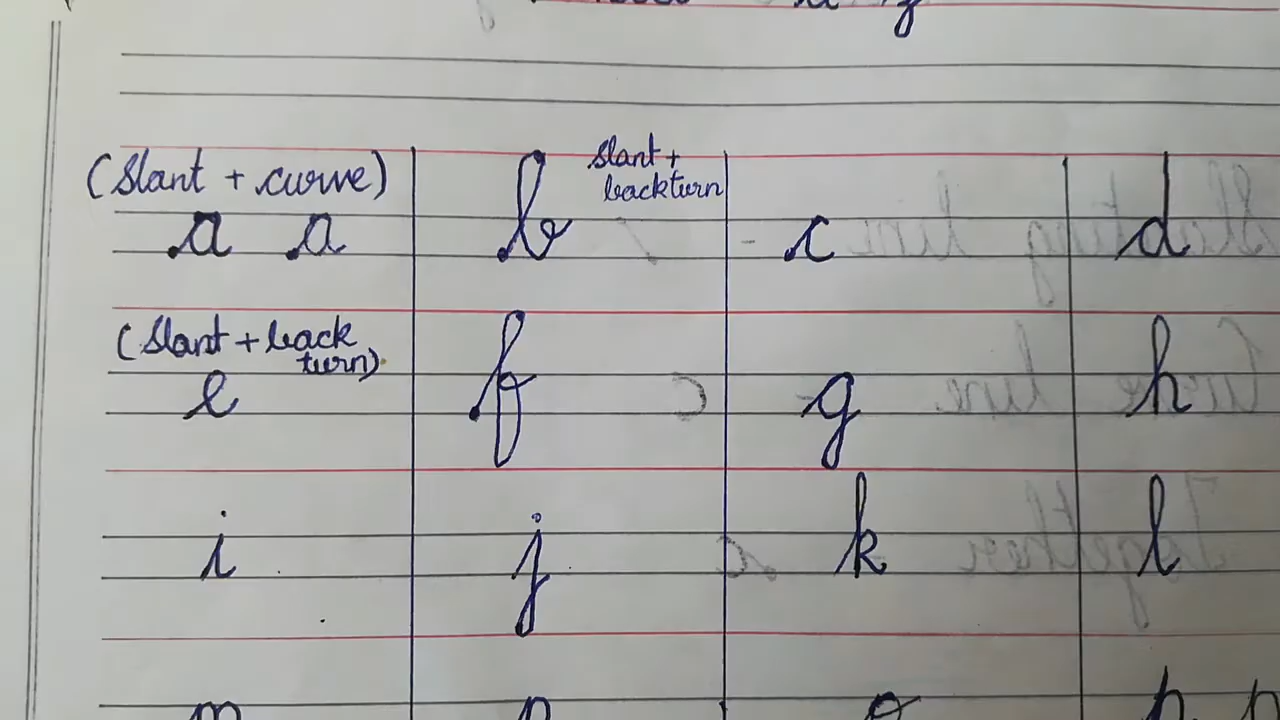 (slant + curve)
slant +
backturn
a a b c d
(slant + back
turn)
e f g h
i j k l
m n o p p